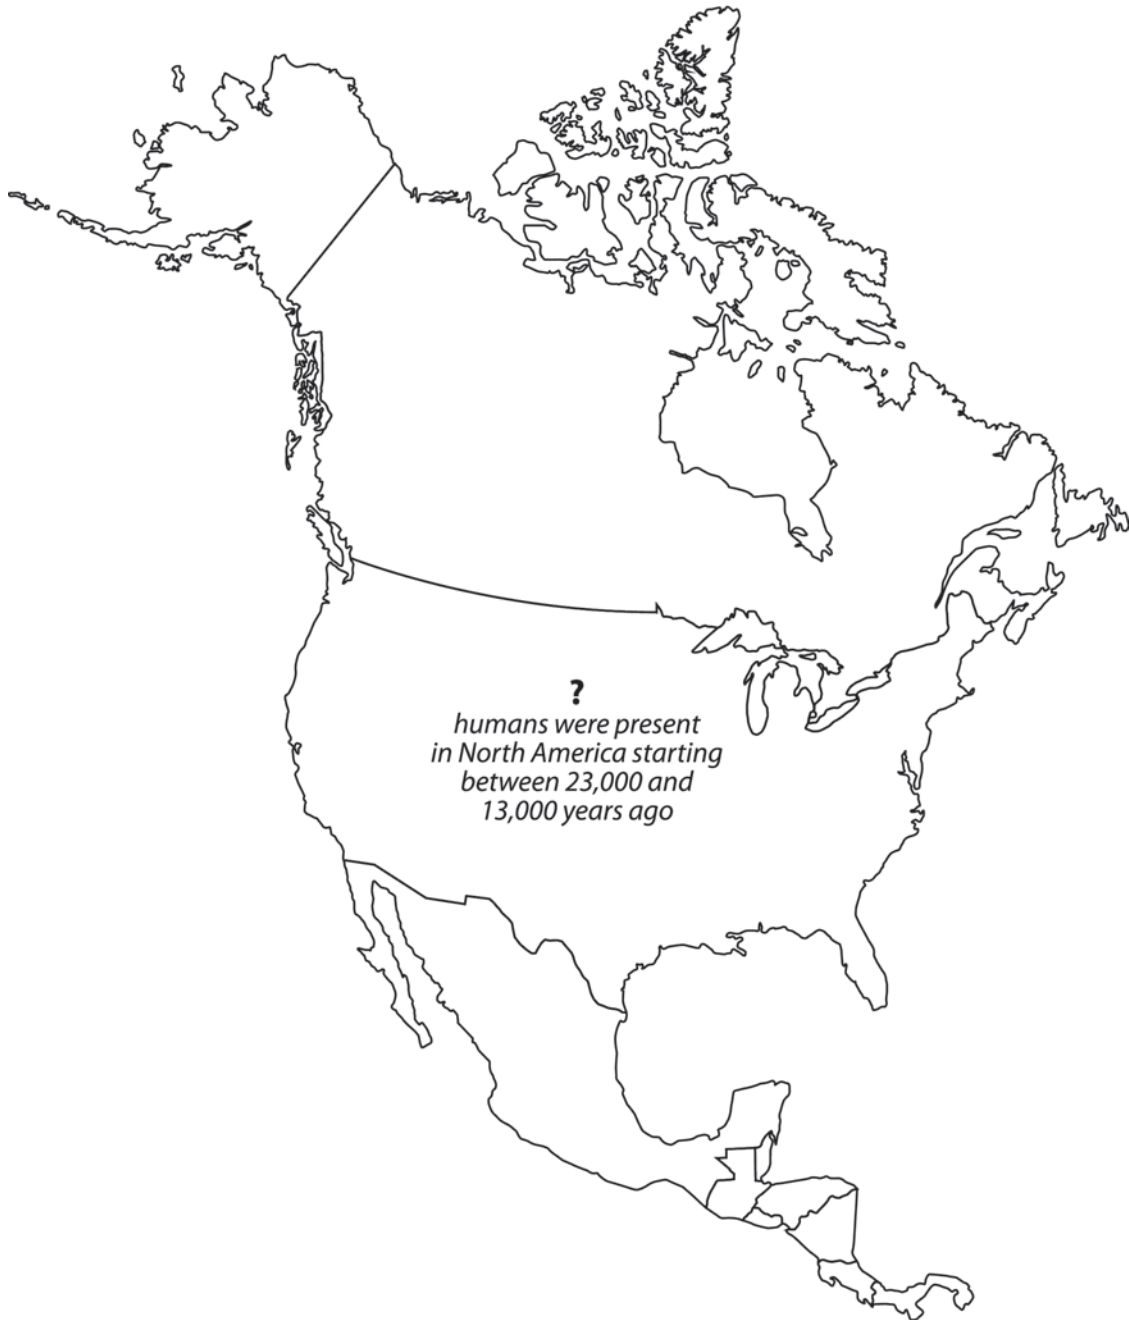 ?
humans were present
in North America starting
between 23,000 and
13,000 years ago